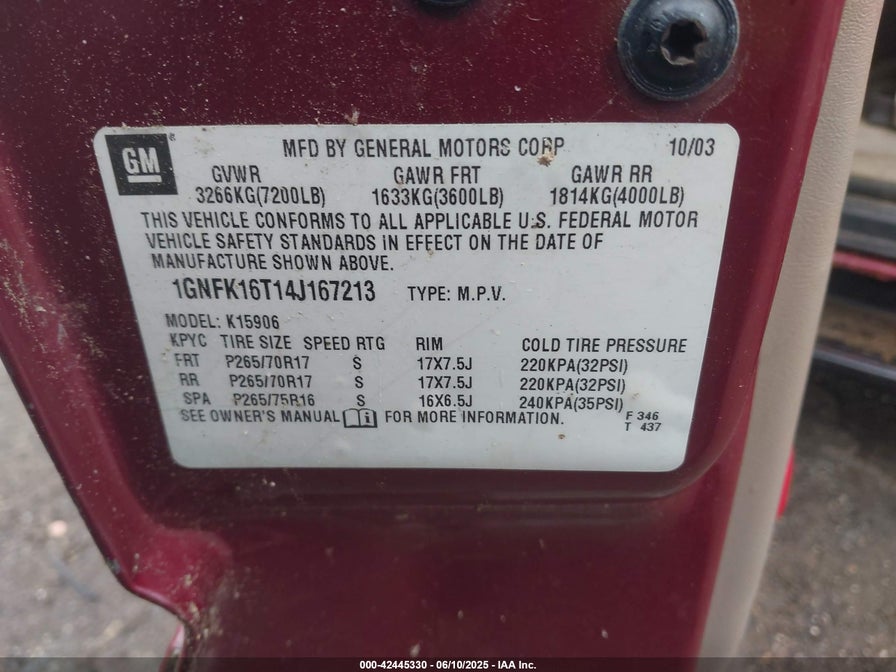 GM®
MFD BY GENERAL MOTORS CORP 10/03
GVWR GAWR FRT GAWR RR
3266KG(7200LB) 1633KG(3600LB) 1814KG(4000LB)
THIS VEHICLE CONFORMS TO ALL APPLICABLE U.S. FEDERAL MOTOR
VEHICLE SAFETY STANDARDS IN EFFECT ON THE DATE OF
MANUFACTURE SHOWN ABOVE.
1GNFK16T14J167213 TYPE: M.P.V.
MODEL: K15906
KPYC TIRE SIZE SPEED RTG RIM COLD TIRE PRESSURE
FRT P265/70R17 S 17X7.5J 220KPA(32PSI)
RR P265/70R17 S 17X7.5J 220KPA(32PSI)
SPA P265/75R16 S 16X6.5J 240KPA(35PSI)
SEE OWNER'S MANUAL FOR MORE INFORMATION. F 346
T 437
000-42445330 - 06/10/2025 - IAA Inc.